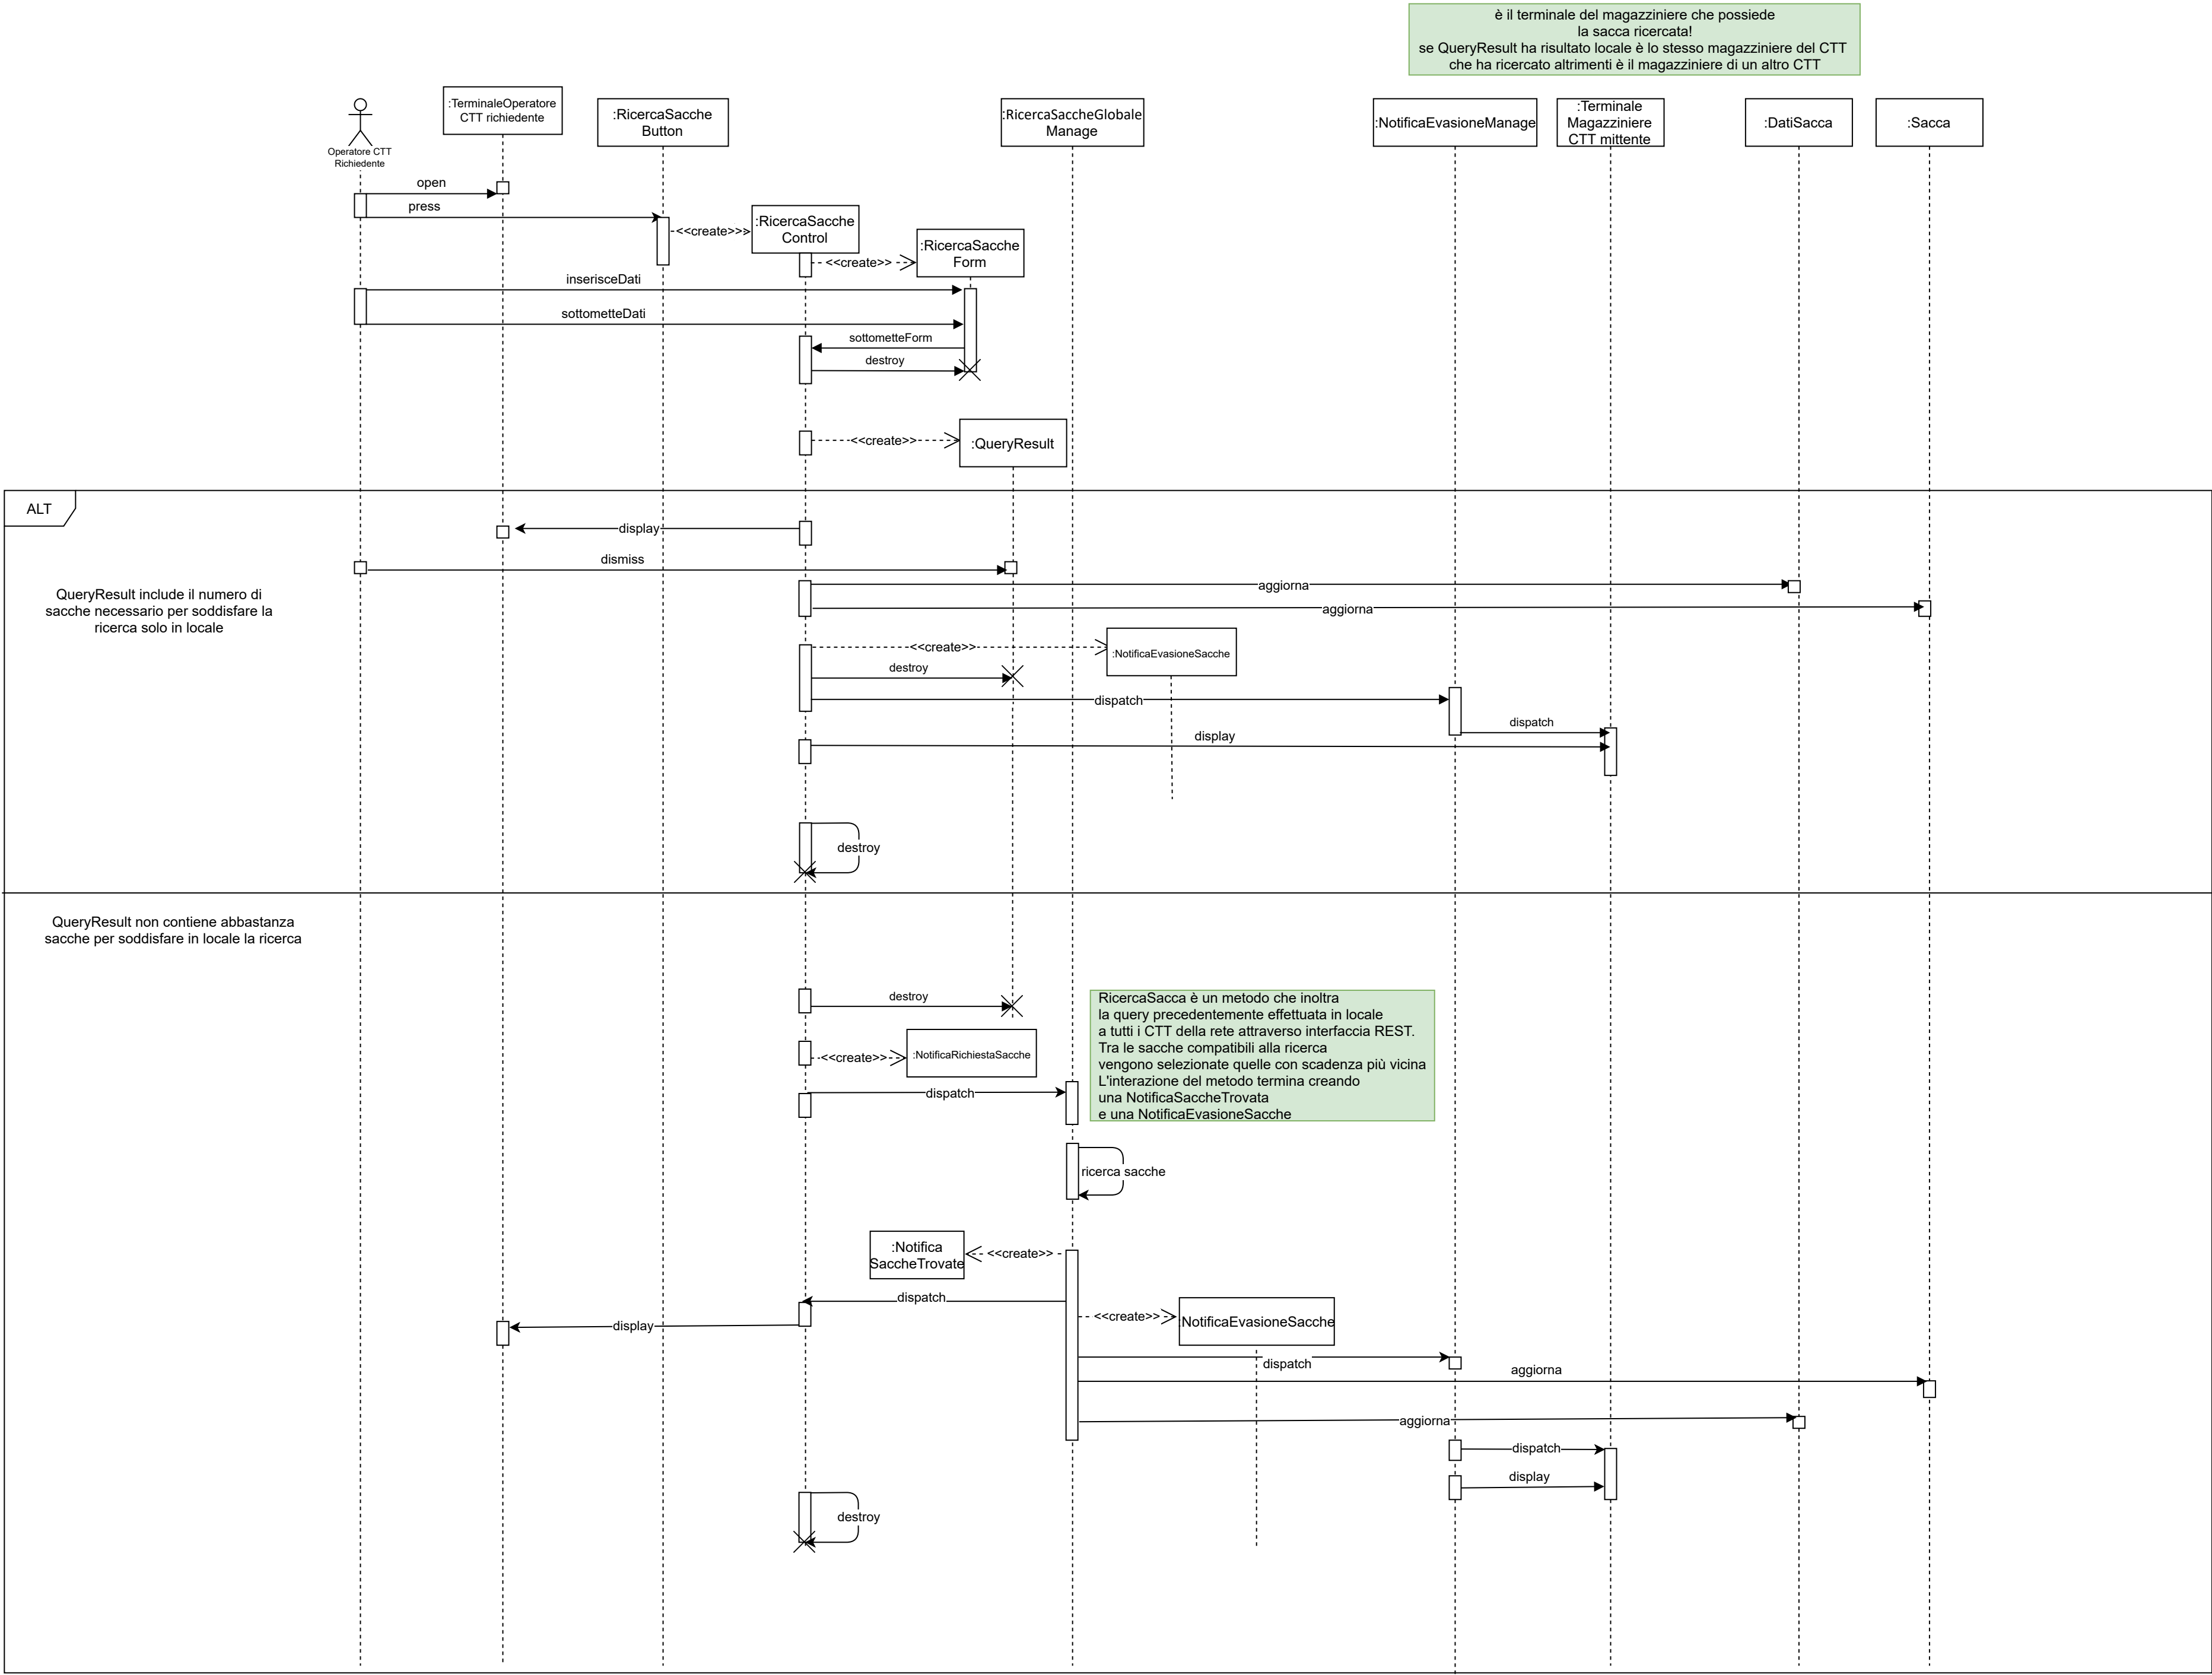 è il terminale del magazziniere che possiede
la sacca ricercata!
se QueryResult ha risultato locale è lo stesso magazziniere del CTT
che ha ricercato altrimenti è il magazziniere di un altro CTT
:TerminaleOperatore
CTT richiedente
:RicercaSacche
Button
:RicercaSaccheGlobale
Manage
:NotificaEvasioneManage
:Terminale
Magazziniere
CTT mittente
:DatiSacca
:Sacca
Operatore CTT
Richiedente
open
press
<<create>>
:RicercaSacche
Control
<<create>>
:RicercaSacche
Form
inserisceDati
sottometteDati
sottometteForm
destroy
<<create>>
:QueryResult
ALT
display
dismiss
QueryResult include il numero di
sacche necessario per soddisfare la
ricerca solo in locale
aggiorna
aggiorna
<<create>>
:NotificaEvasioneSacche
destroy
dispatch
dispatch
display
destroy
QueryResult non contiene abbastanza
sacche per soddisfare in locale la ricerca
destroy
RicercaSacca è un metodo che inoltra
la query precedentemente effettuata in locale
a tutti i CTT della rete attraverso interfaccia REST.
Tra le sacche compatibili alla ricerca
vengono selezionate quelle con scadenza più vicina
L'interazione del metodo termina creando
una NotificaSaccheTrovata
e una NotificaEvasioneSacche
<<create>>
:NotificaRichiestaSacche
dispatch
ricerca sacche
:Notifica
SaccheTrovate
<<create>>
dispatch
<<create>>
:NotificaEvasioneSacche
display
dispatch
aggiorna
aggiorna
dispatch
display
destroy